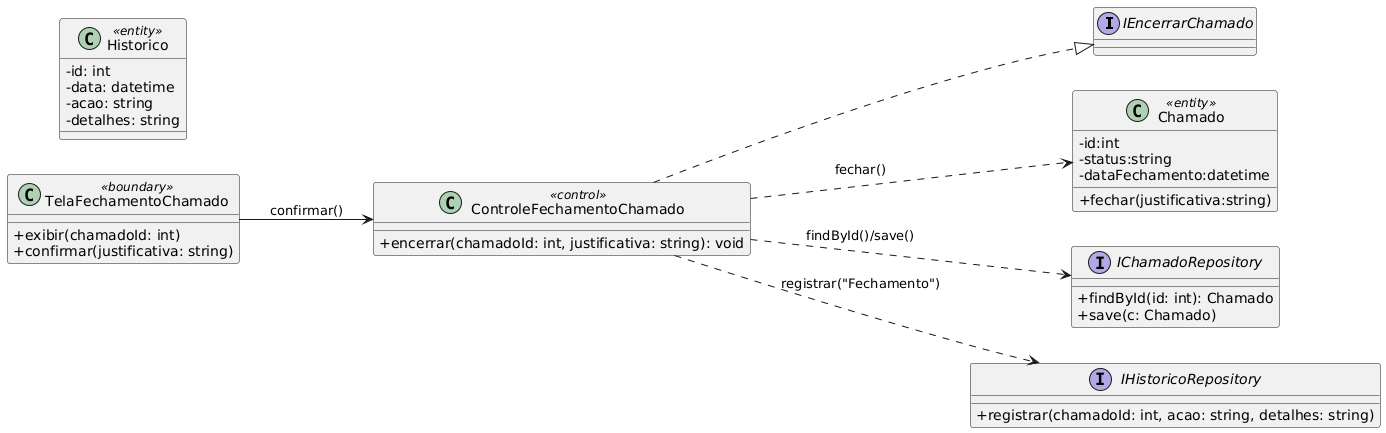 «entity»
Historico
-id: int
-data: datetime
-acao: string
-detalhes: string
«boundary»
TelaFechamentoChamado
+exibir(chamadoId: int)
+confirmar(justificativa: string)
confirmar()
«control»
ControleFechamentoChamado
+encerrar(chamadoId: int, justificativa: string): void
fechar()
findById()/save()
registrar("Fechamento")
IEncerrarChamado
«entity»
Chamado
-id:int
-status:string
-dataFechamento:datetime
+fechar(justificativa:string)
IChamadoRepository
+findById(id: int): Chamado
+save(c: Chamado)
IHistoricoRepository
+registrar(chamadoId: int, acao: string, detalhes: string)